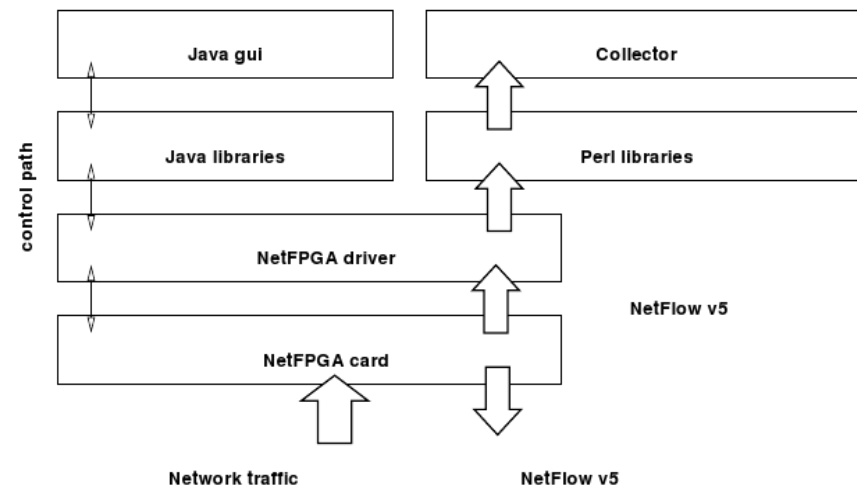 Java gui
Collector
Java libraries
Perl libraries
control path
NetFPGA driver
NetFlow v5
NetFPGA card
Network traffic
NetFlow v5